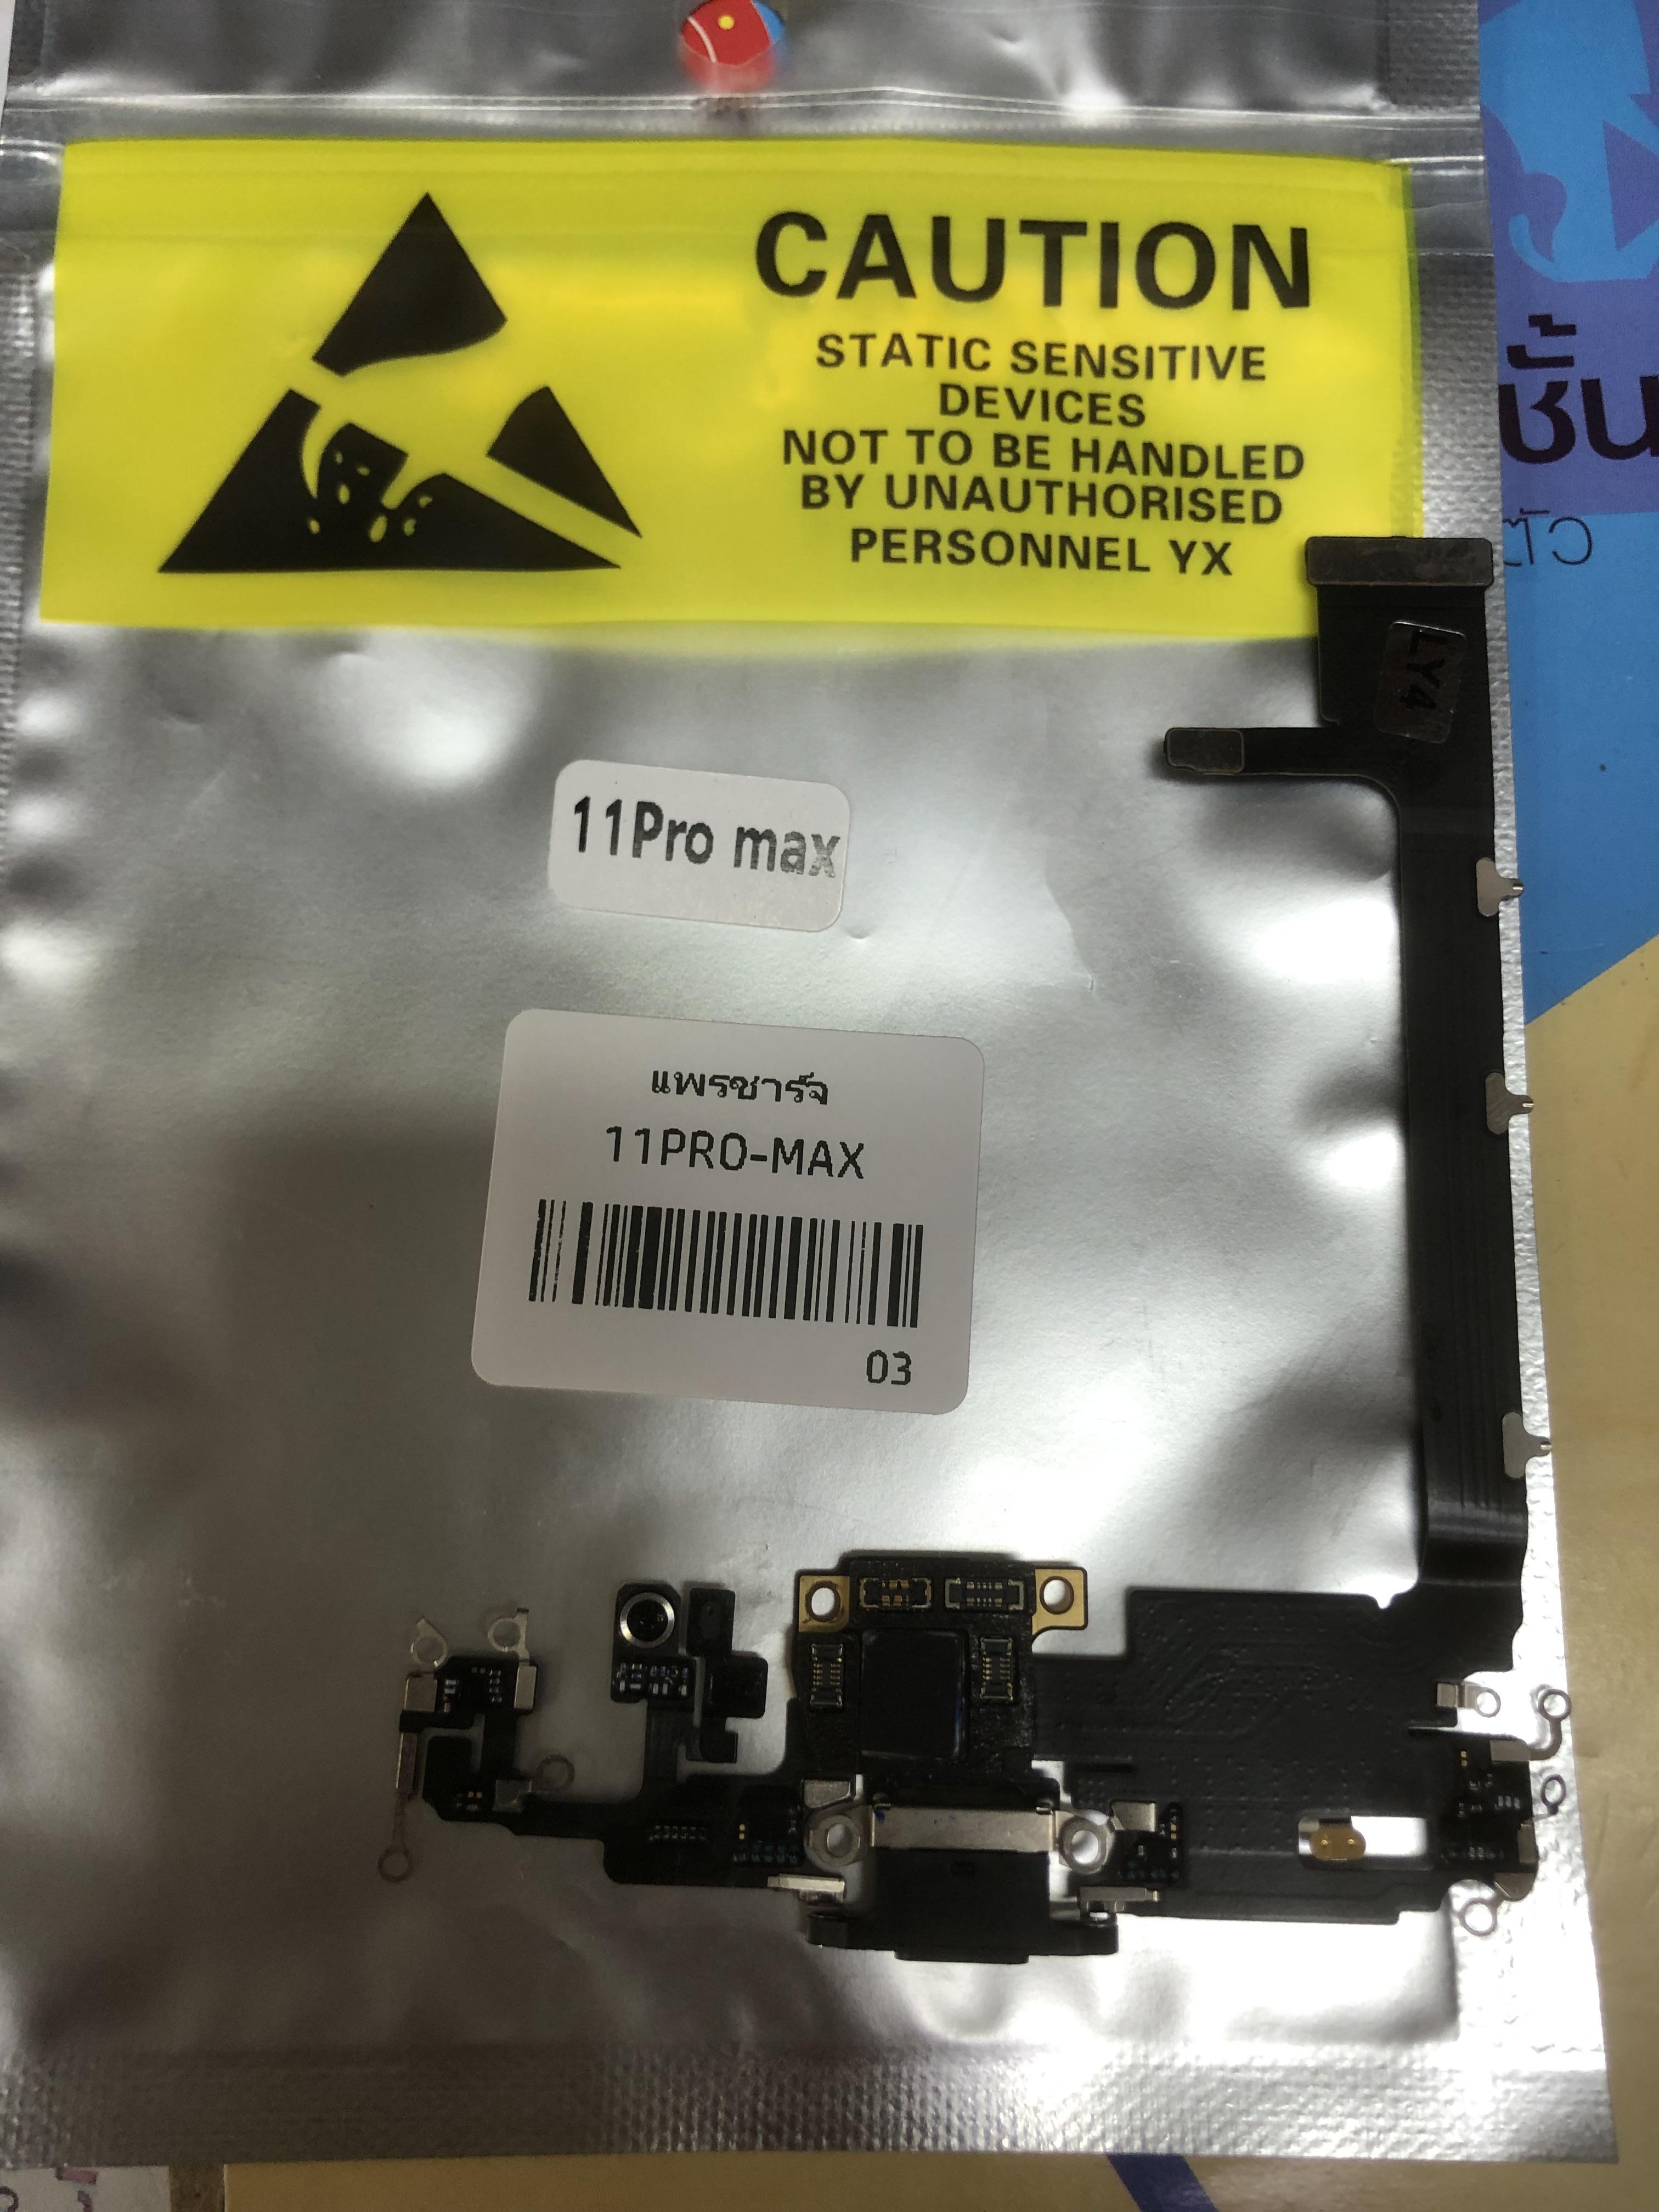 CAUTION
STATIC SENSITIVE
DEVICES
NOT TO BE HANDLED
BY UNAUTHORISED
PERSONNEL YX
LY4
11Pro max
แพรชาร์จ
11PRO-MAX
03